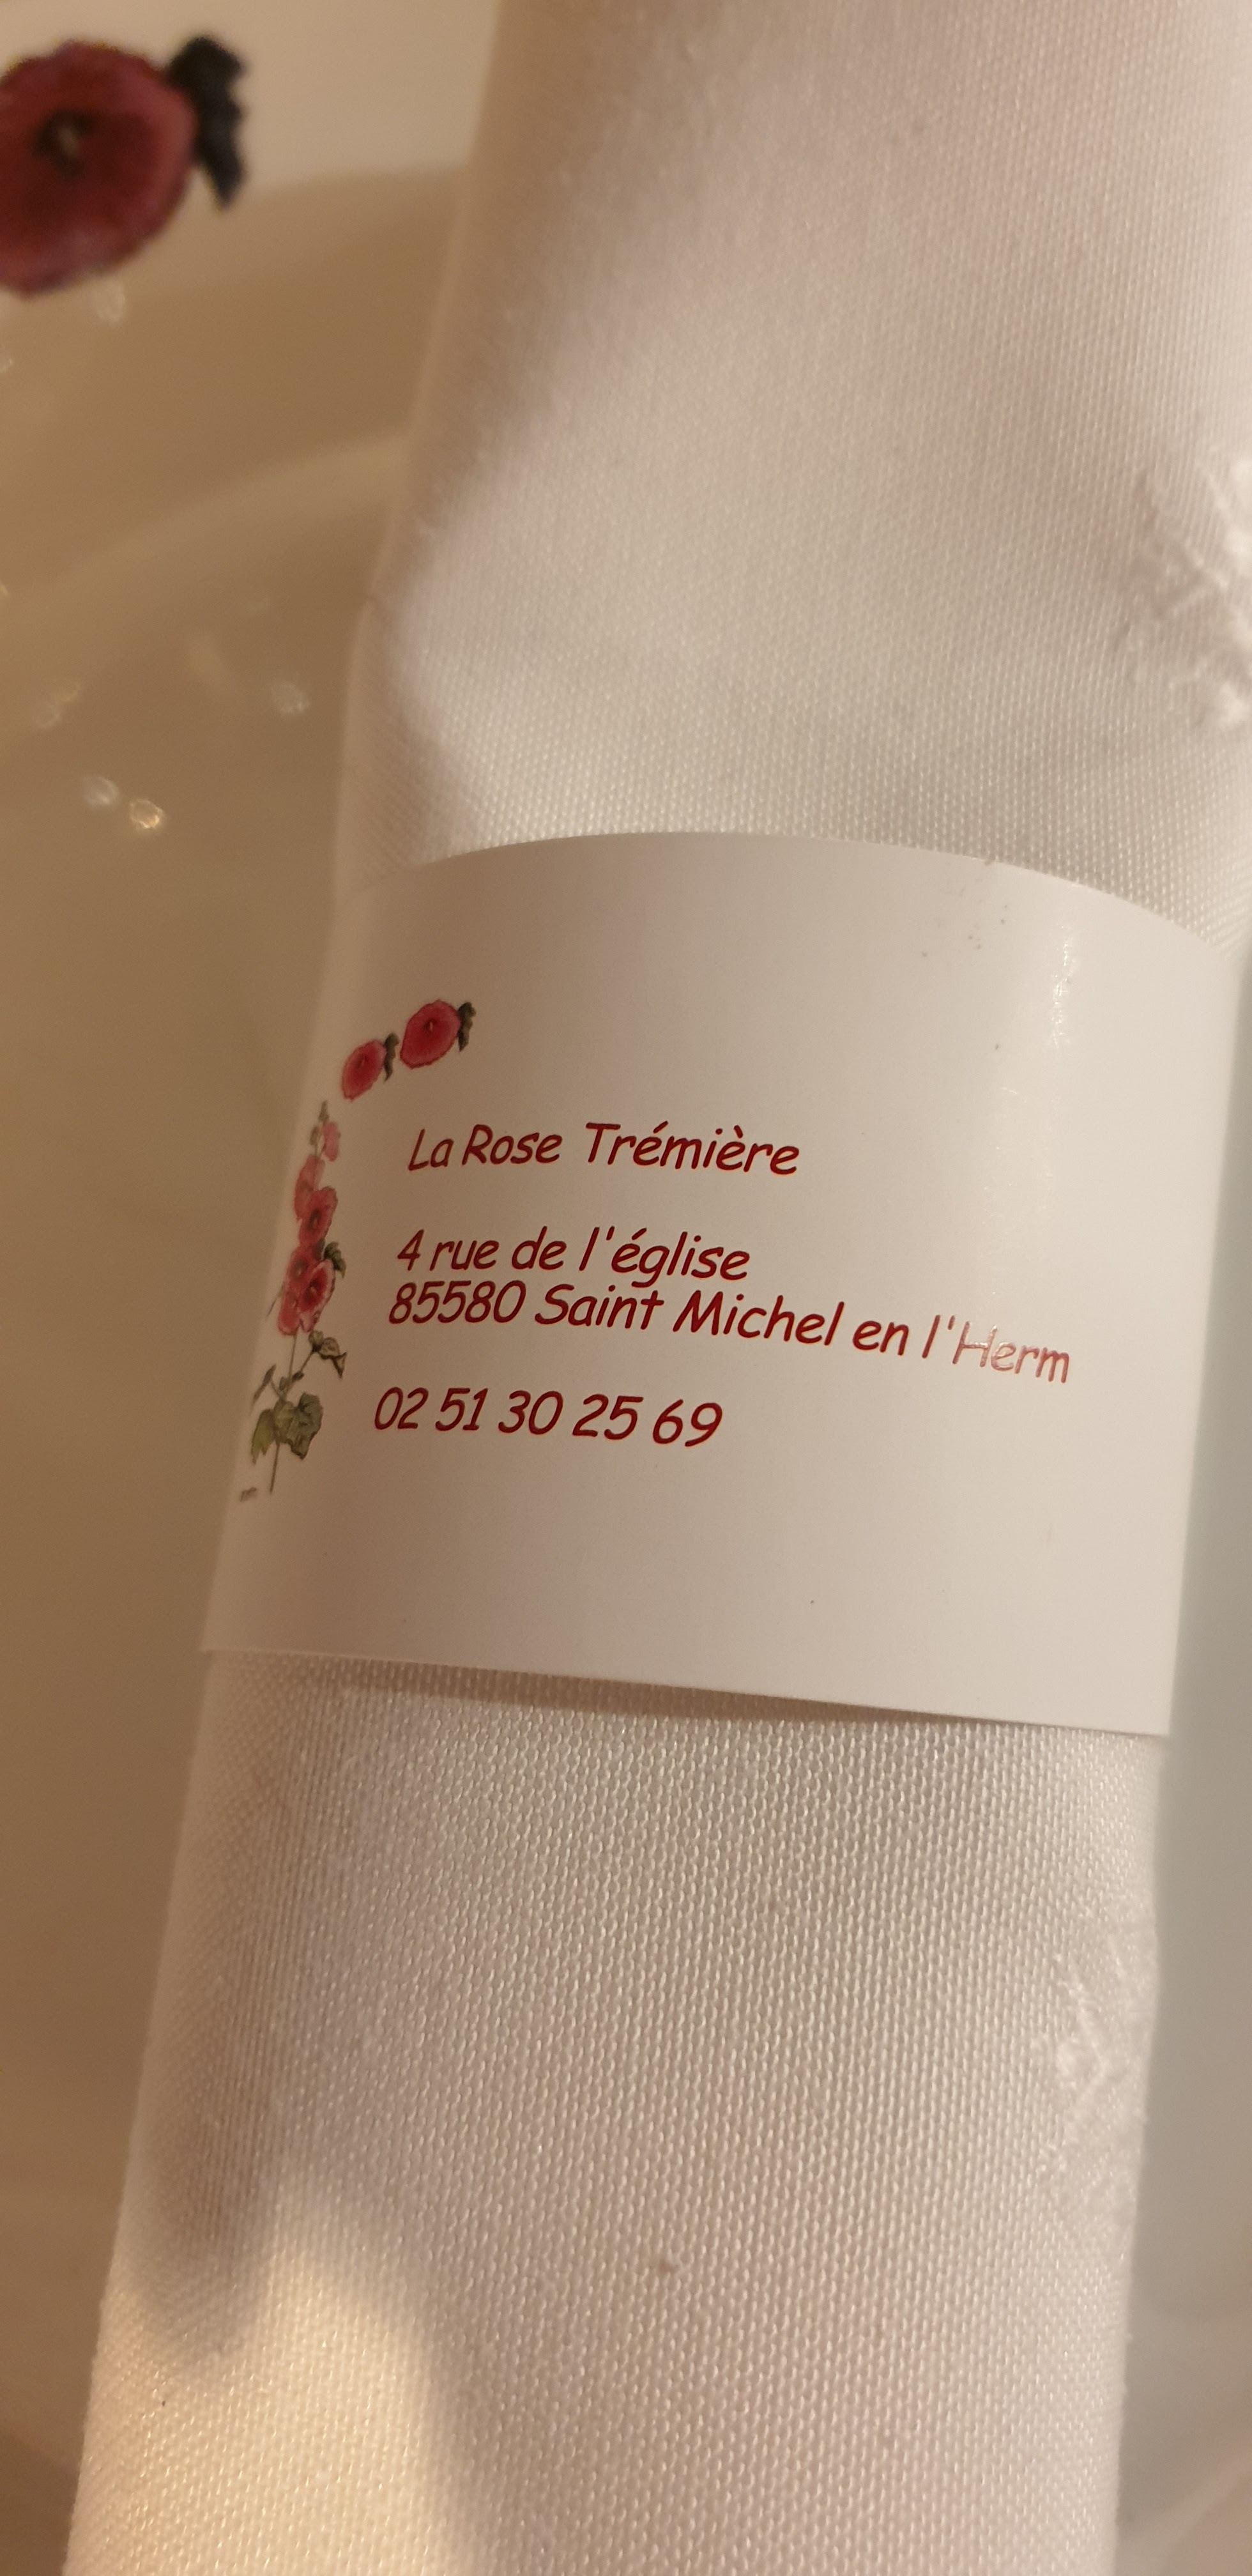 La Rose Trémière
4 rue de l'église
85580 Saint Michel en l'Herm
02 51 30 25 69